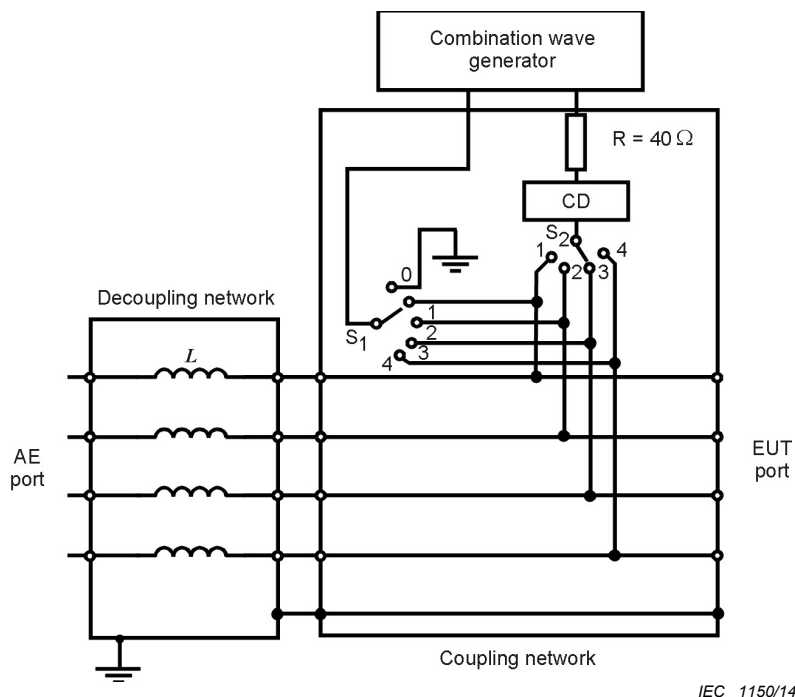 Combination wave
generator
R = 40 Ω
CD
S2
1
2
3
4
0
1
2
3
4
S1
Decoupling network
L
AE
port
EUT
port
Coupling network
IEC 1150/14